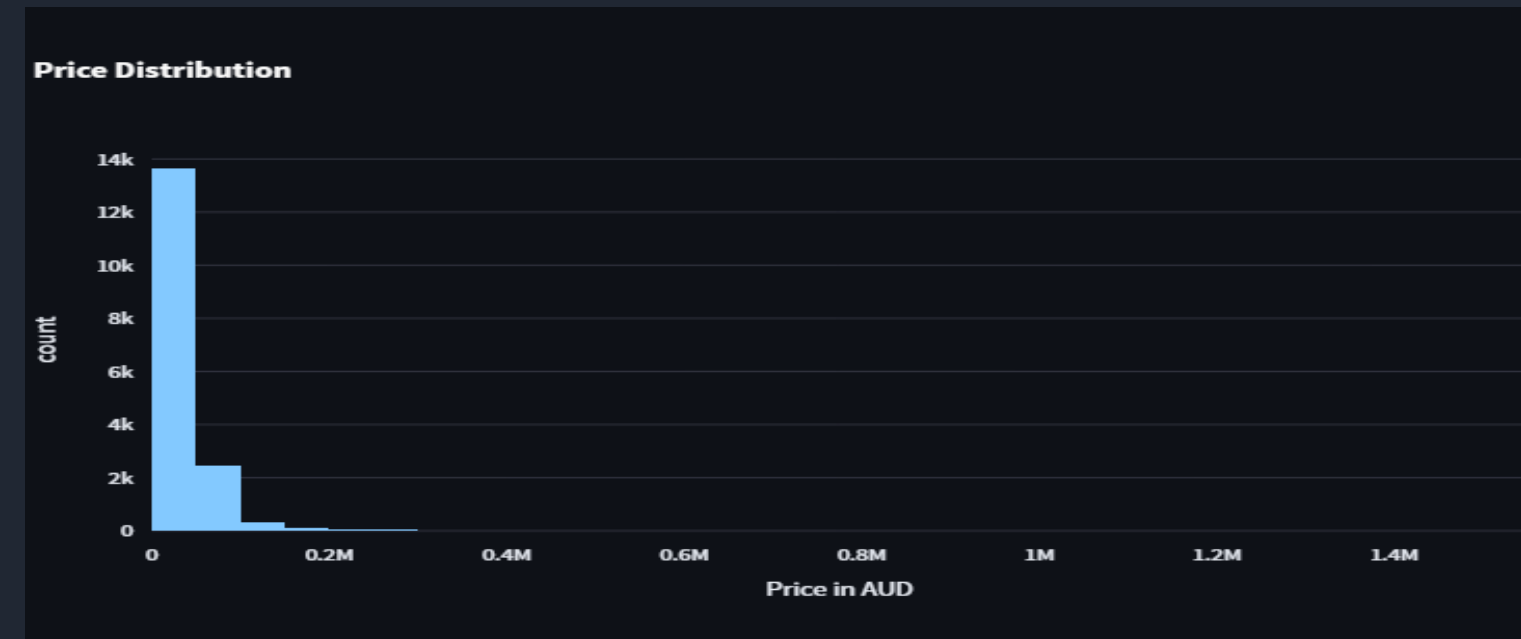 Price Distribution
14k
12k
10k
8k
6k
4k
2k
0
count
0 0.2M 0.4M 0.6M 0.8M 1M 1.2M 1.4M
Price in AUD